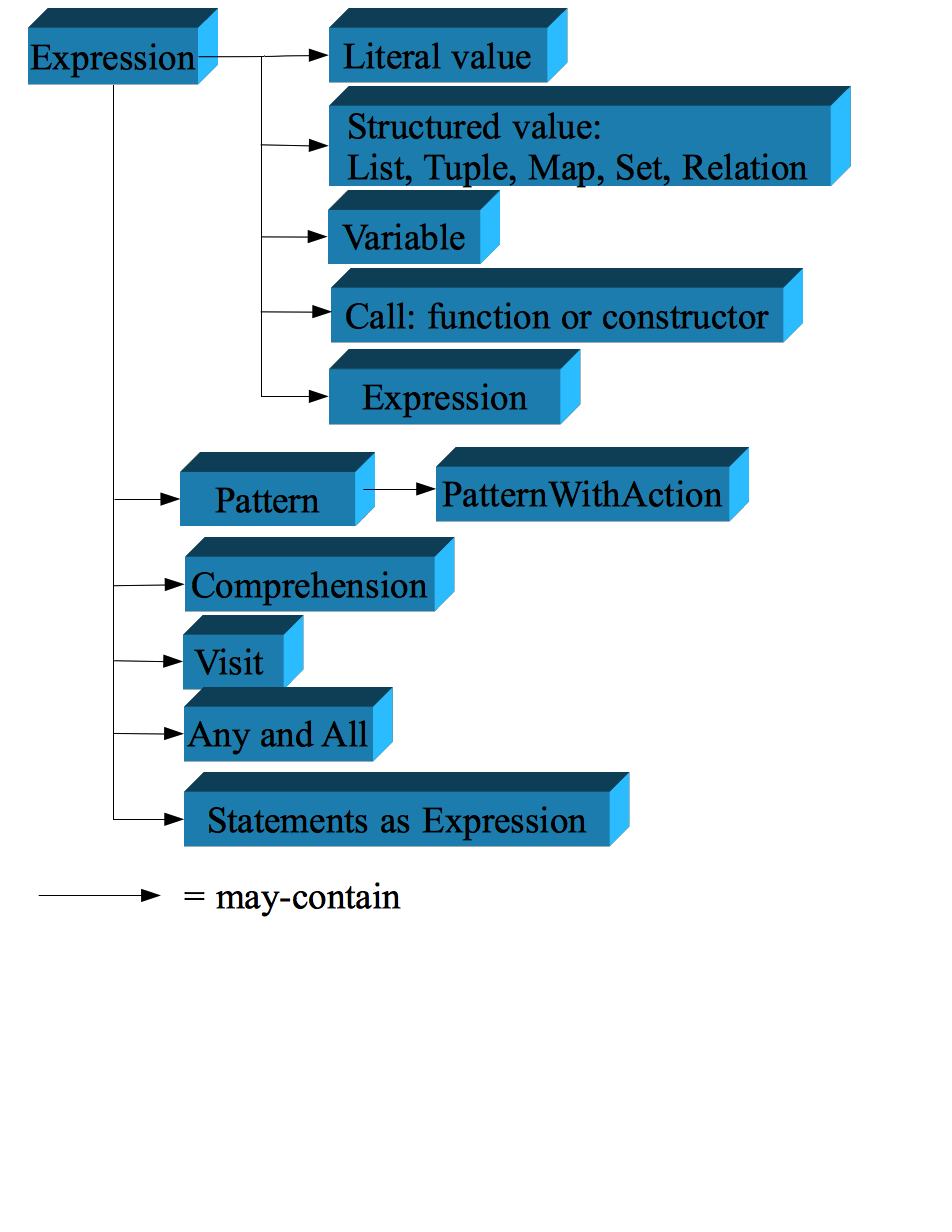 Expression
Literal value
Structured value:
List, Tuple, Map, Set, Relation
Variable
Call: function or constructor
Expression
Pattern
PatternWithAction
Comprehension
Visit
Any and All
Statements as Expression
= may-contain